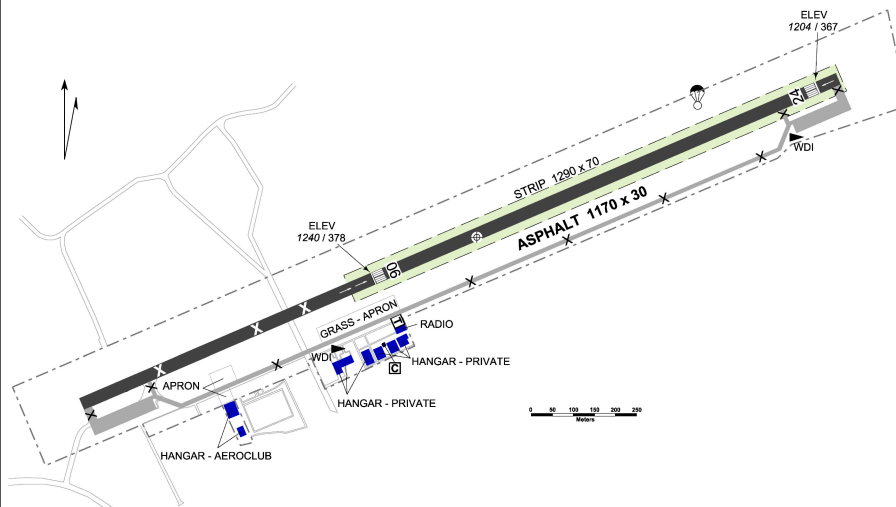 ELEV
1204 / 367
24
WDI
STRIP 1290 x 70
ASPHALT 1170 x 30
ELEV
1240 / 378
06
X
X
X
GRASS - APRON
T
RADIO
WDI
HANGAR - PRIVATE
C
APRON
HANGAR - PRIVATE
HANGAR - AEROCLUB
0 50 100 150 200 250
Meters